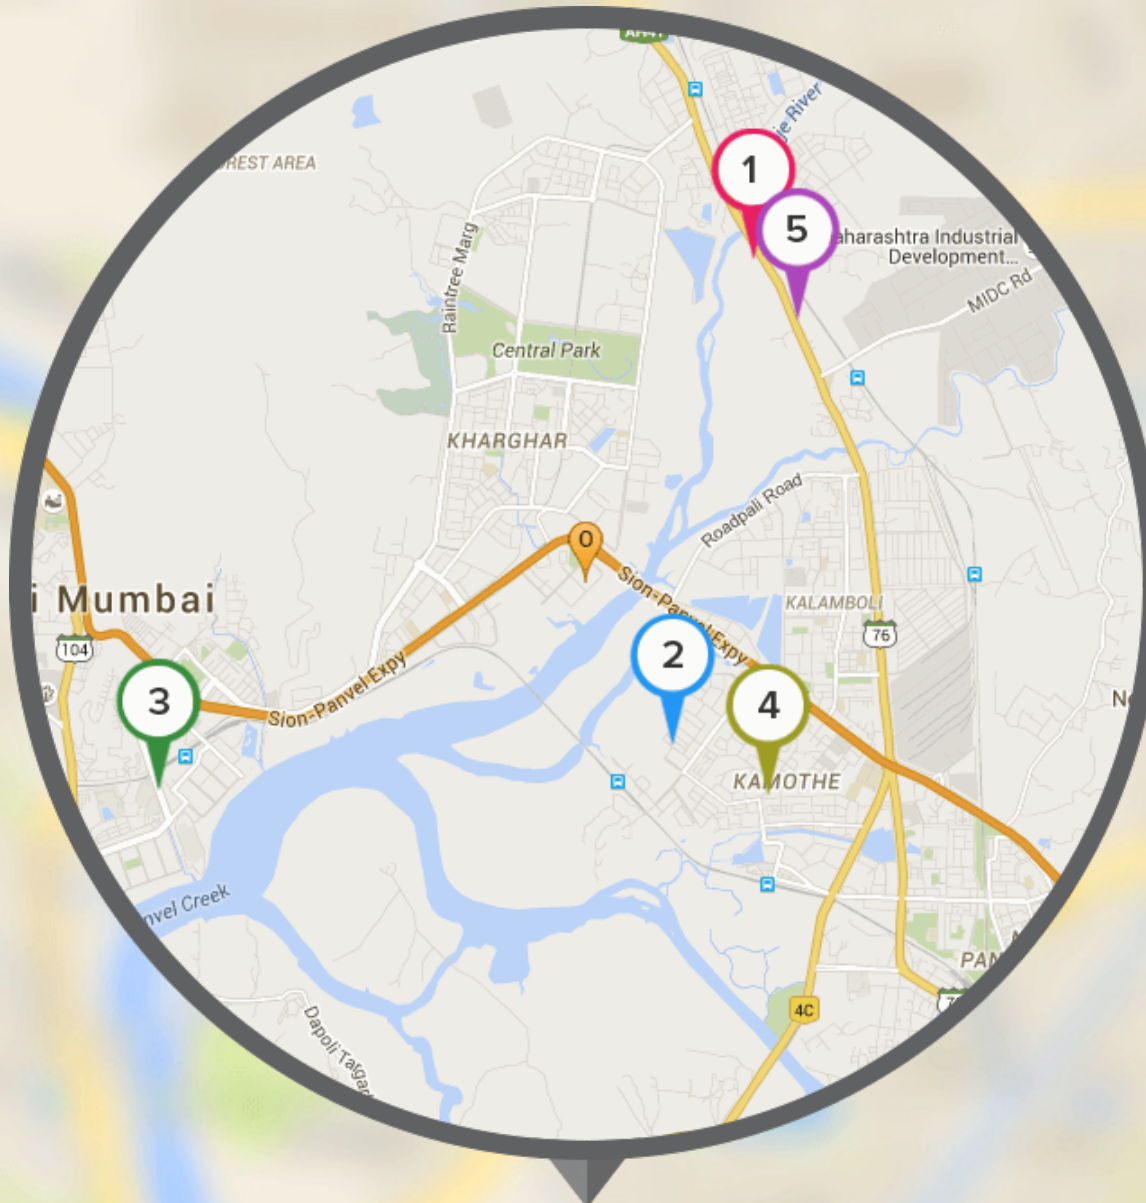 AH47
REST AREA
je River
1
5
aharashtra Industrial
Development...
MIDC Rd
Raintree Marg
Central Park
KHARGHAR
Roadpali Road
0
Sion-Panvel Expy
KALAMBOLI
i Mumbai
104
76
2
3
4
Sion-Panvel Expy
KAMOTHE
nvel Creek
PAN
4C
Dapoli Talgar